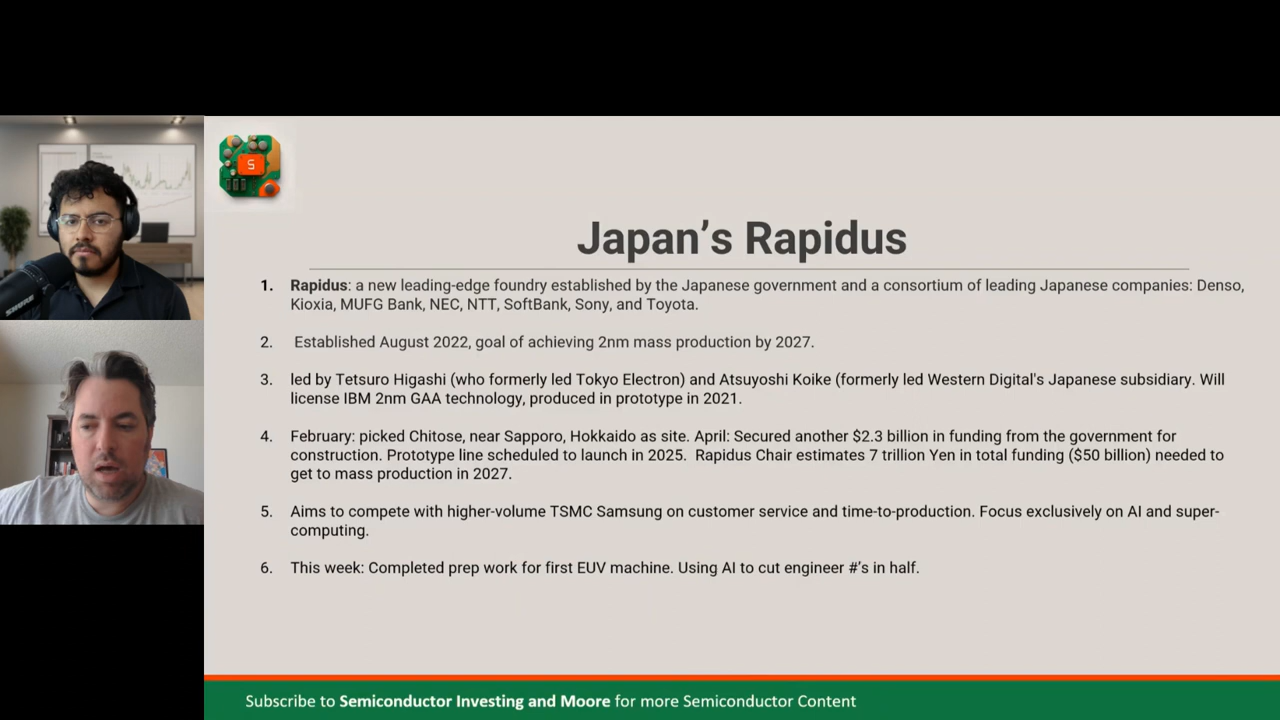 S
Japan's Rapidus
1. Rapidus: a new leading-edge foundry established by the Japanese government and a consortium of leading Japanese companies: Denso,
Kioxia, MUFG Bank, NEC, NTT, SoftBank, Sony, and Toyota.
2. Established August 2022, goal of achieving 2nm mass production by 2027.
3. led by Tetsuro Higashi (who formerly led Tokyo Electron) and Atsuyoshi Koike (formerly led Western Digital's Japanese subsidiary. Will
license IBM 2nm GAA technology, produced in prototype in 2021.
4. February: picked Chitose, near Sapporo, Hokkaido as site. April: Secured another $2.3 billion in funding from the government for
construction. Prototype line scheduled to launch in 2025. Rapidus Chair estimates 7 trillion Yen in total funding ($50 billion) needed to
get to mass production in 2027.
5. Aims to compete with higher-volume TSMC Samsung on customer service and time-to-production. Focus exclusively on AI and super-
computing.
6. This week: Completed prep work for first EUV machine. Using AI to cut engineer #'s in half.
SHURE
Subscribe to Semiconductor Investing and Moore for more Semiconductor Content